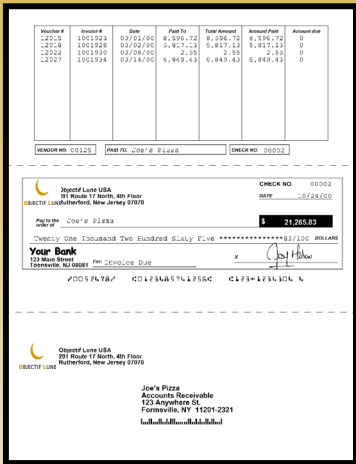 Voucher # Invoice # Date Paid To Total Amount Amount Paid Amount due
12015 1001923 03/01/00 8,596.72 8,596.72 0
12018 1001928 03/02/00 5,817.13 5,817.13 0
12022 1001930 03/08/00 2.55 2.55 0
12027 1001934 03/14/00 6,849.43 6,849.43 0
VENDOR NO. 00125 PAID TO. Joe's Pizza CHECK NO. 00002
CHECK NO. 00002
Objectif Lune USA
201 Route 17 North, 4th Floor
Rutherford, New Jersey 07070
OBJECTIF LUNE
DATE 10/24/00
Pay to the order of Joe's Pizza $ 21,265.83
Twenty One Thousand Two Hundred Sixty Five ***************83/100 DOLLARS
Your Bank
123 Main Street
Toonsville, NJ 08081
For: Invoice Due
X
Objectif Lune USA
201 Route 17 North, 4th Floor
Rutherford, New Jersey 07070
OBJECTIF LUNE
Joe's Pizza
Accounts Receivable
123 Anywhere St.
Formsville, NY 11201-2321